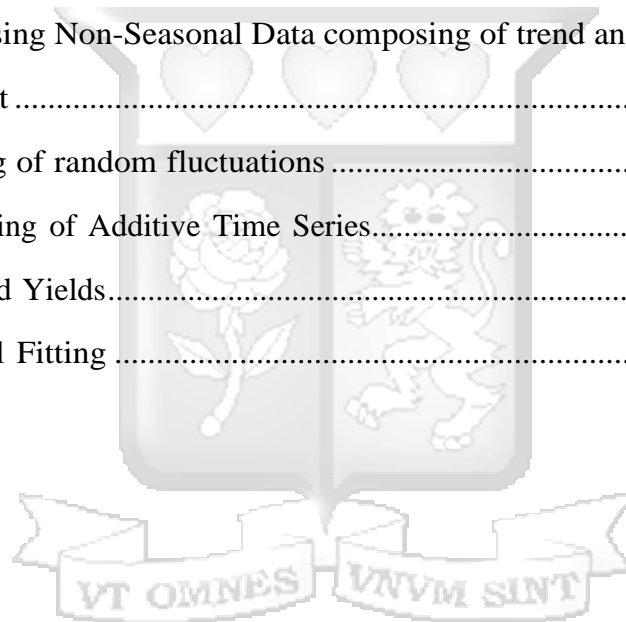 sing Non-Seasonal Data composing of trend an
t ............................................................................
g of random fluctuations ......................................
ing of Additive Time Series.................................
d Yields.................................................................
l Fitting ................................................................
VT OMNES VNVM SINT